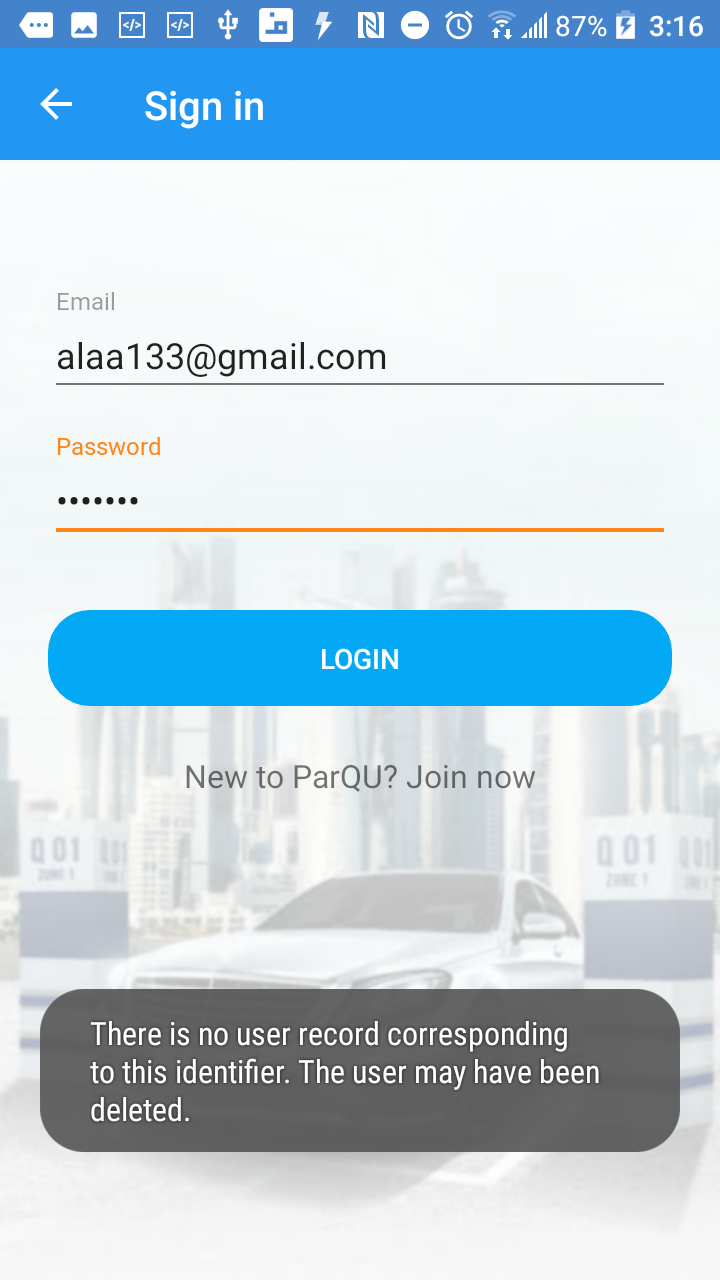 87% 3:16
Sign in
Email
alaa133@gmail.com
Password
•••••••
LOGIN
New to ParQU? Join now
Q 01
Q 01
ZONE 1
ZONE 1
There is no user record corresponding
to this identifier. The user may have been
deleted.